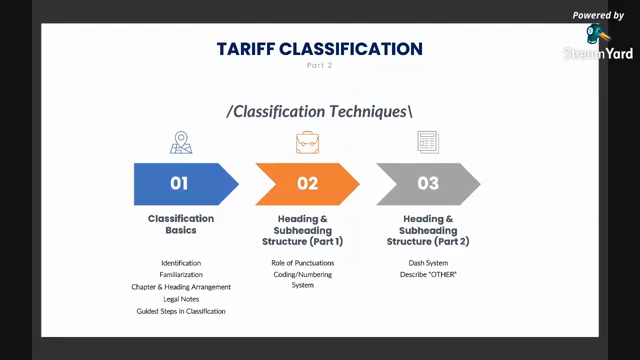 Powered by
StreamYard
TARIFF CLASSIFICATION
Part 2
/Classification Techniques\
01
02
03
Classification
Basics
Heading &
Subheading
Structure (Part 1)
Heading &
Subheading
Structure (Part 2)
Identification
Familiarization
Chapter & Heading Arrangement
Legal Notes
Guided Steps in Classification
Role of Punctuations
Coding/Numbering
System
Dash System
Describe "OTHER"